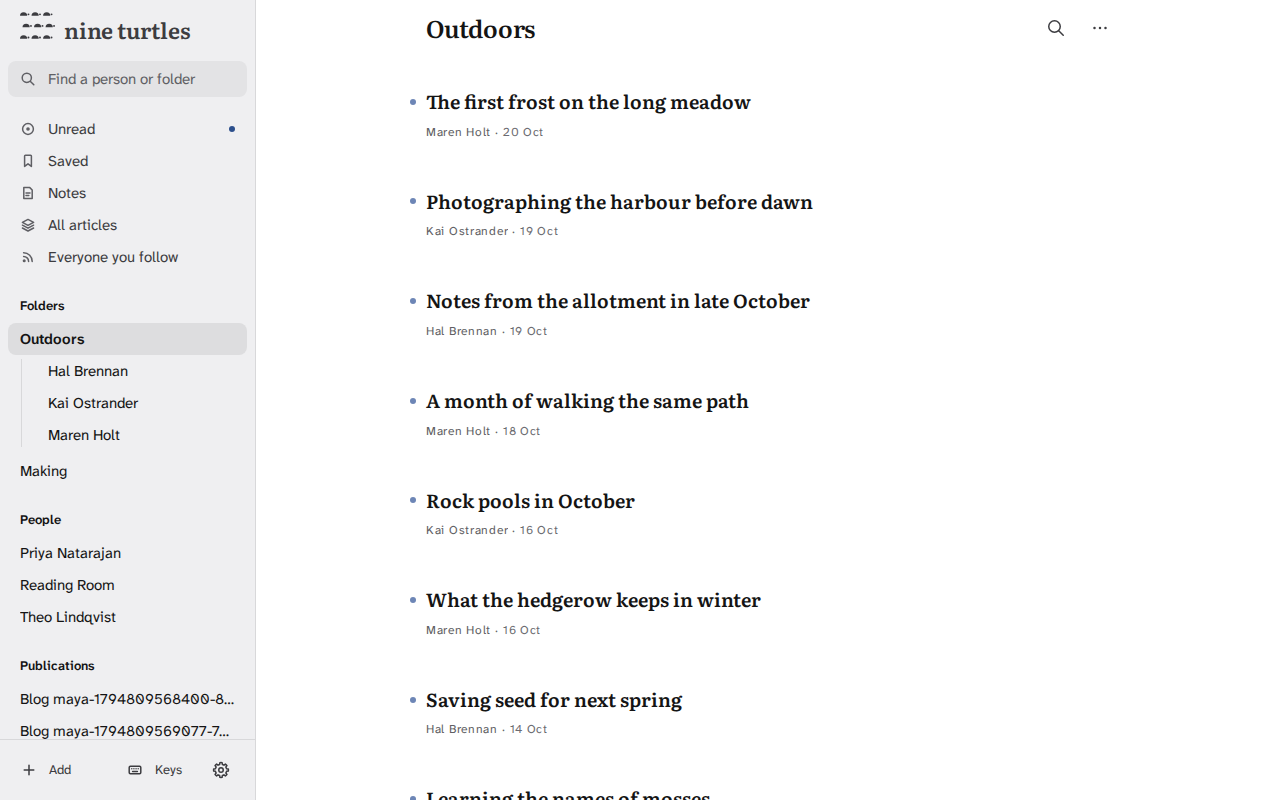 nine turtles
Find a person or folder
Unread
Saved
Notes
All articles
Everyone you follow
Folders
Outdoors
Hal Brennan
Kai Ostrander
Maren Holt
Making
People
Priya Natarajan
Reading Room
Theo Lindqvist
Publications
Blog maya-1794809568400-8...
Blog maya-1794809569077-7...
Add
Keys
Outdoors
The first frost on the long meadow
Maren Holt · 20 Oct
Photographing the harbour before dawn
Kai Ostrander · 19 Oct
Notes from the allotment in late October
Hal Brennan · 19 Oct
A month of walking the same path
Maren Holt · 18 Oct
Rock pools in October
Kai Ostrander · 16 Oct
What the hedgerow keeps in winter
Maren Holt · 16 Oct
Saving seed for next spring
Hal Brennan · 14 Oct
Learning the names of mosses